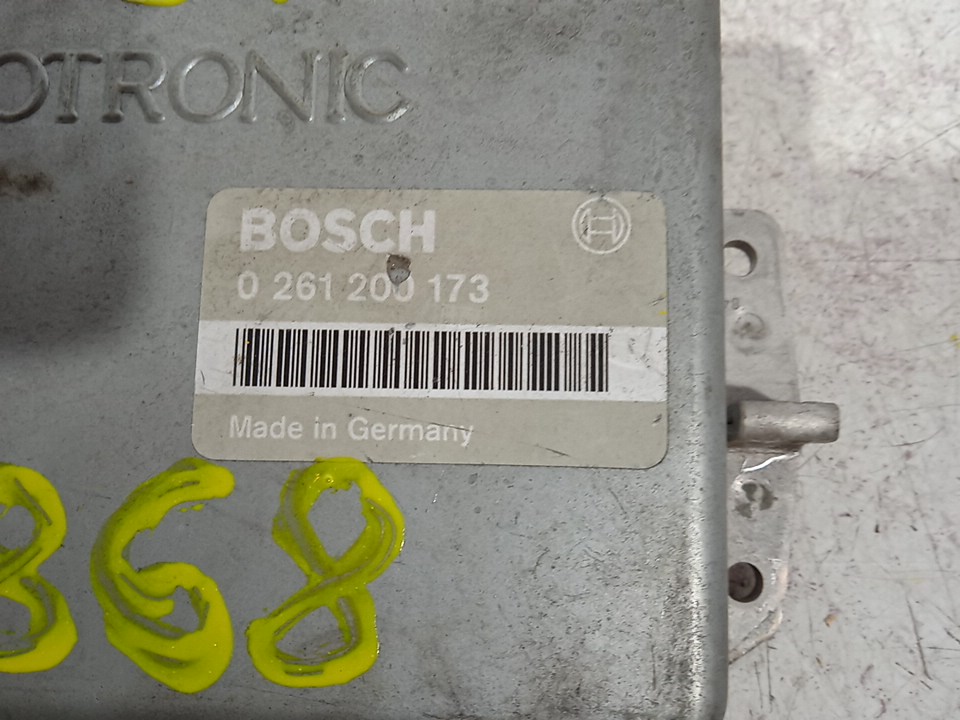 OTRONIC
BOSCH
0 261 200 173
Made in Germany
868